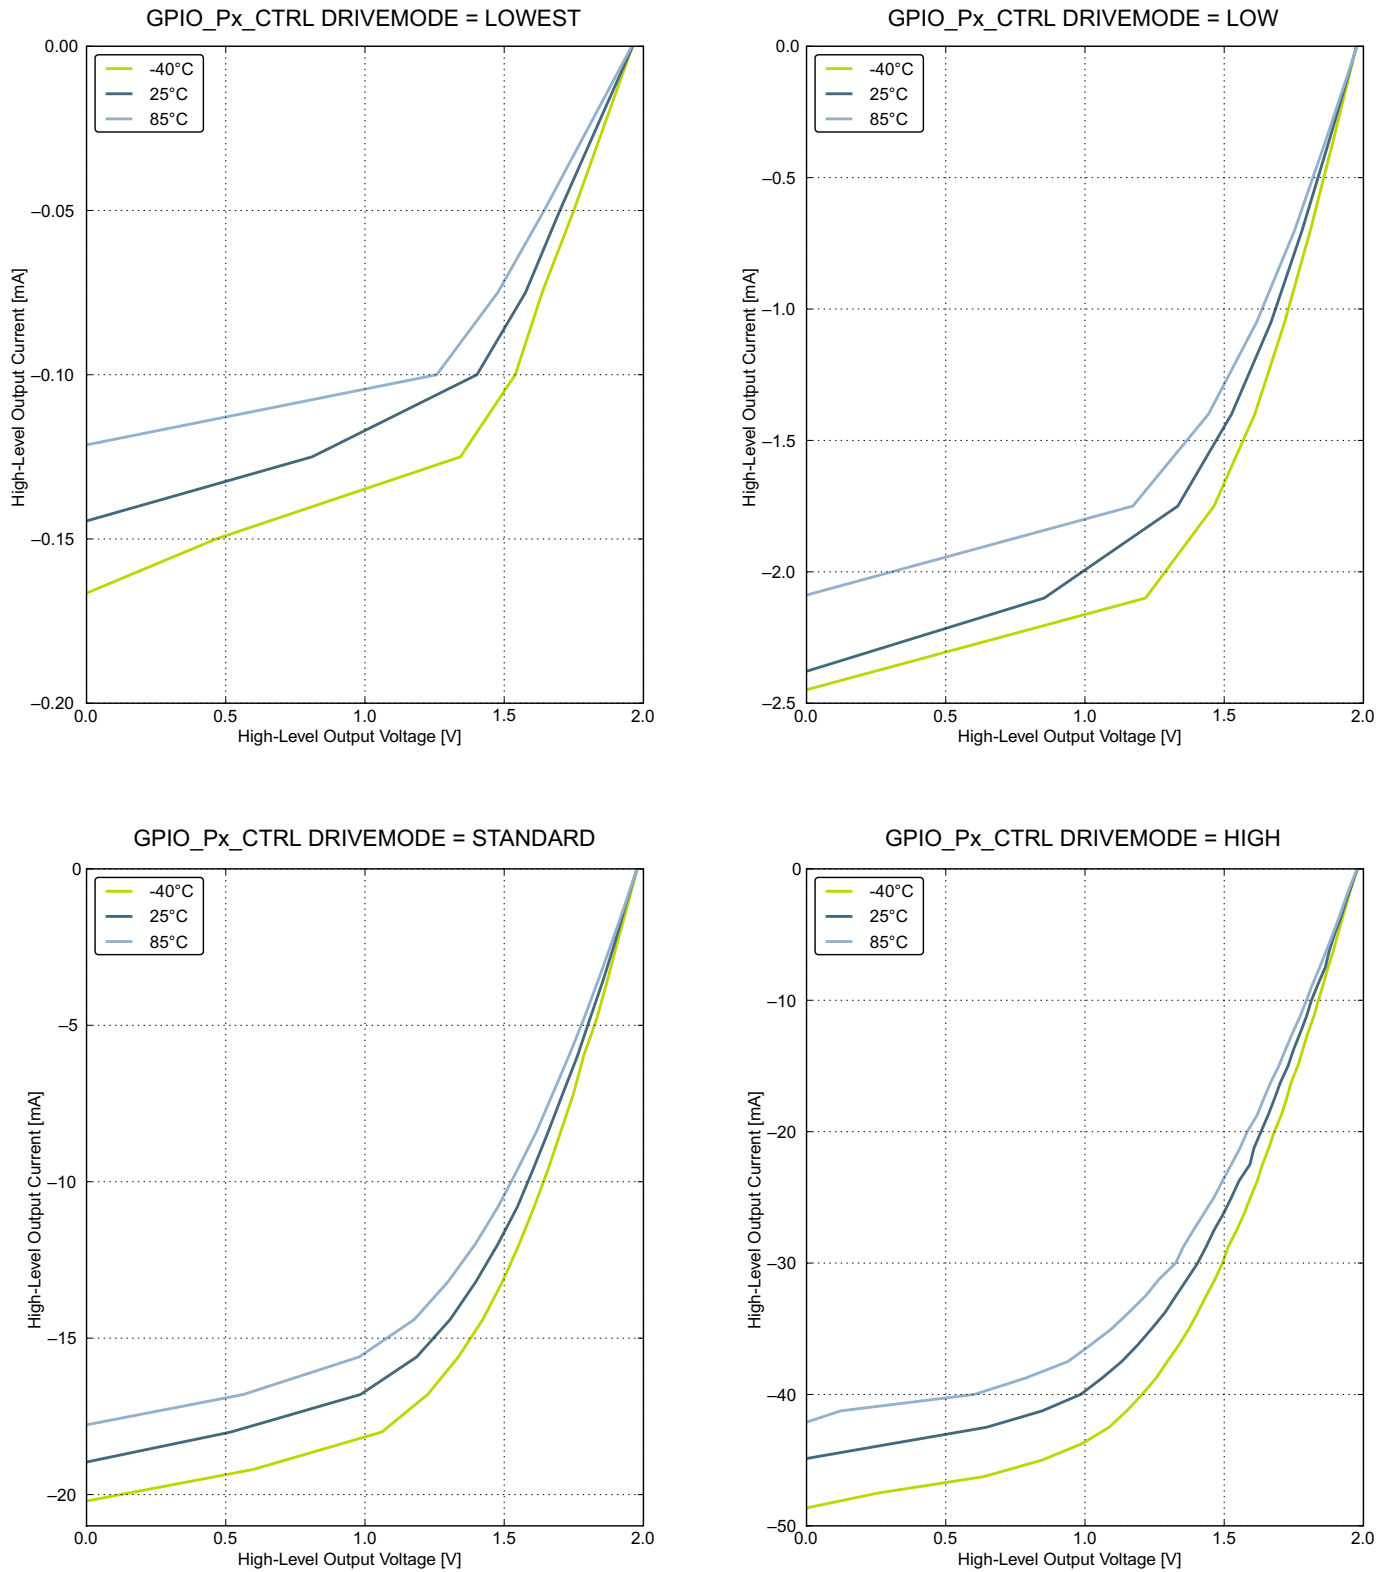 GPIO_Px_CTRL DRIVEMODE = LOWEST
0.00
–0.05
–0.10
–0.15
–0.20
High-Level Output Current [mA]
-40°C
25°C
85°C
0.0 0.5 1.0 1.5 2.0
High-Level Output Voltage [V]
GPIO_Px_CTRL DRIVEMODE = LOW
0.0
–0.5
–1.0
–1.5
–2.0
–2.5
High-Level Output Current [mA]
-40°C
25°C
85°C
0.0 0.5 1.0 1.5 2.0
High-Level Output Voltage [V]
GPIO_Px_CTRL DRIVEMODE = STANDARD
0
–5
–10
–15
–20
High-Level Output Current [mA]
-40°C
25°C
85°C
0.0 0.5 1.0 1.5 2.0
High-Level Output Voltage [V]
GPIO_Px_CTRL DRIVEMODE = HIGH
0
–10
–20
–30
–40
–50
High-Level Output Current [mA]
-40°C
25°C
85°C
0.0 0.5 1.0 1.5 2.0
High-Level Output Voltage [V]